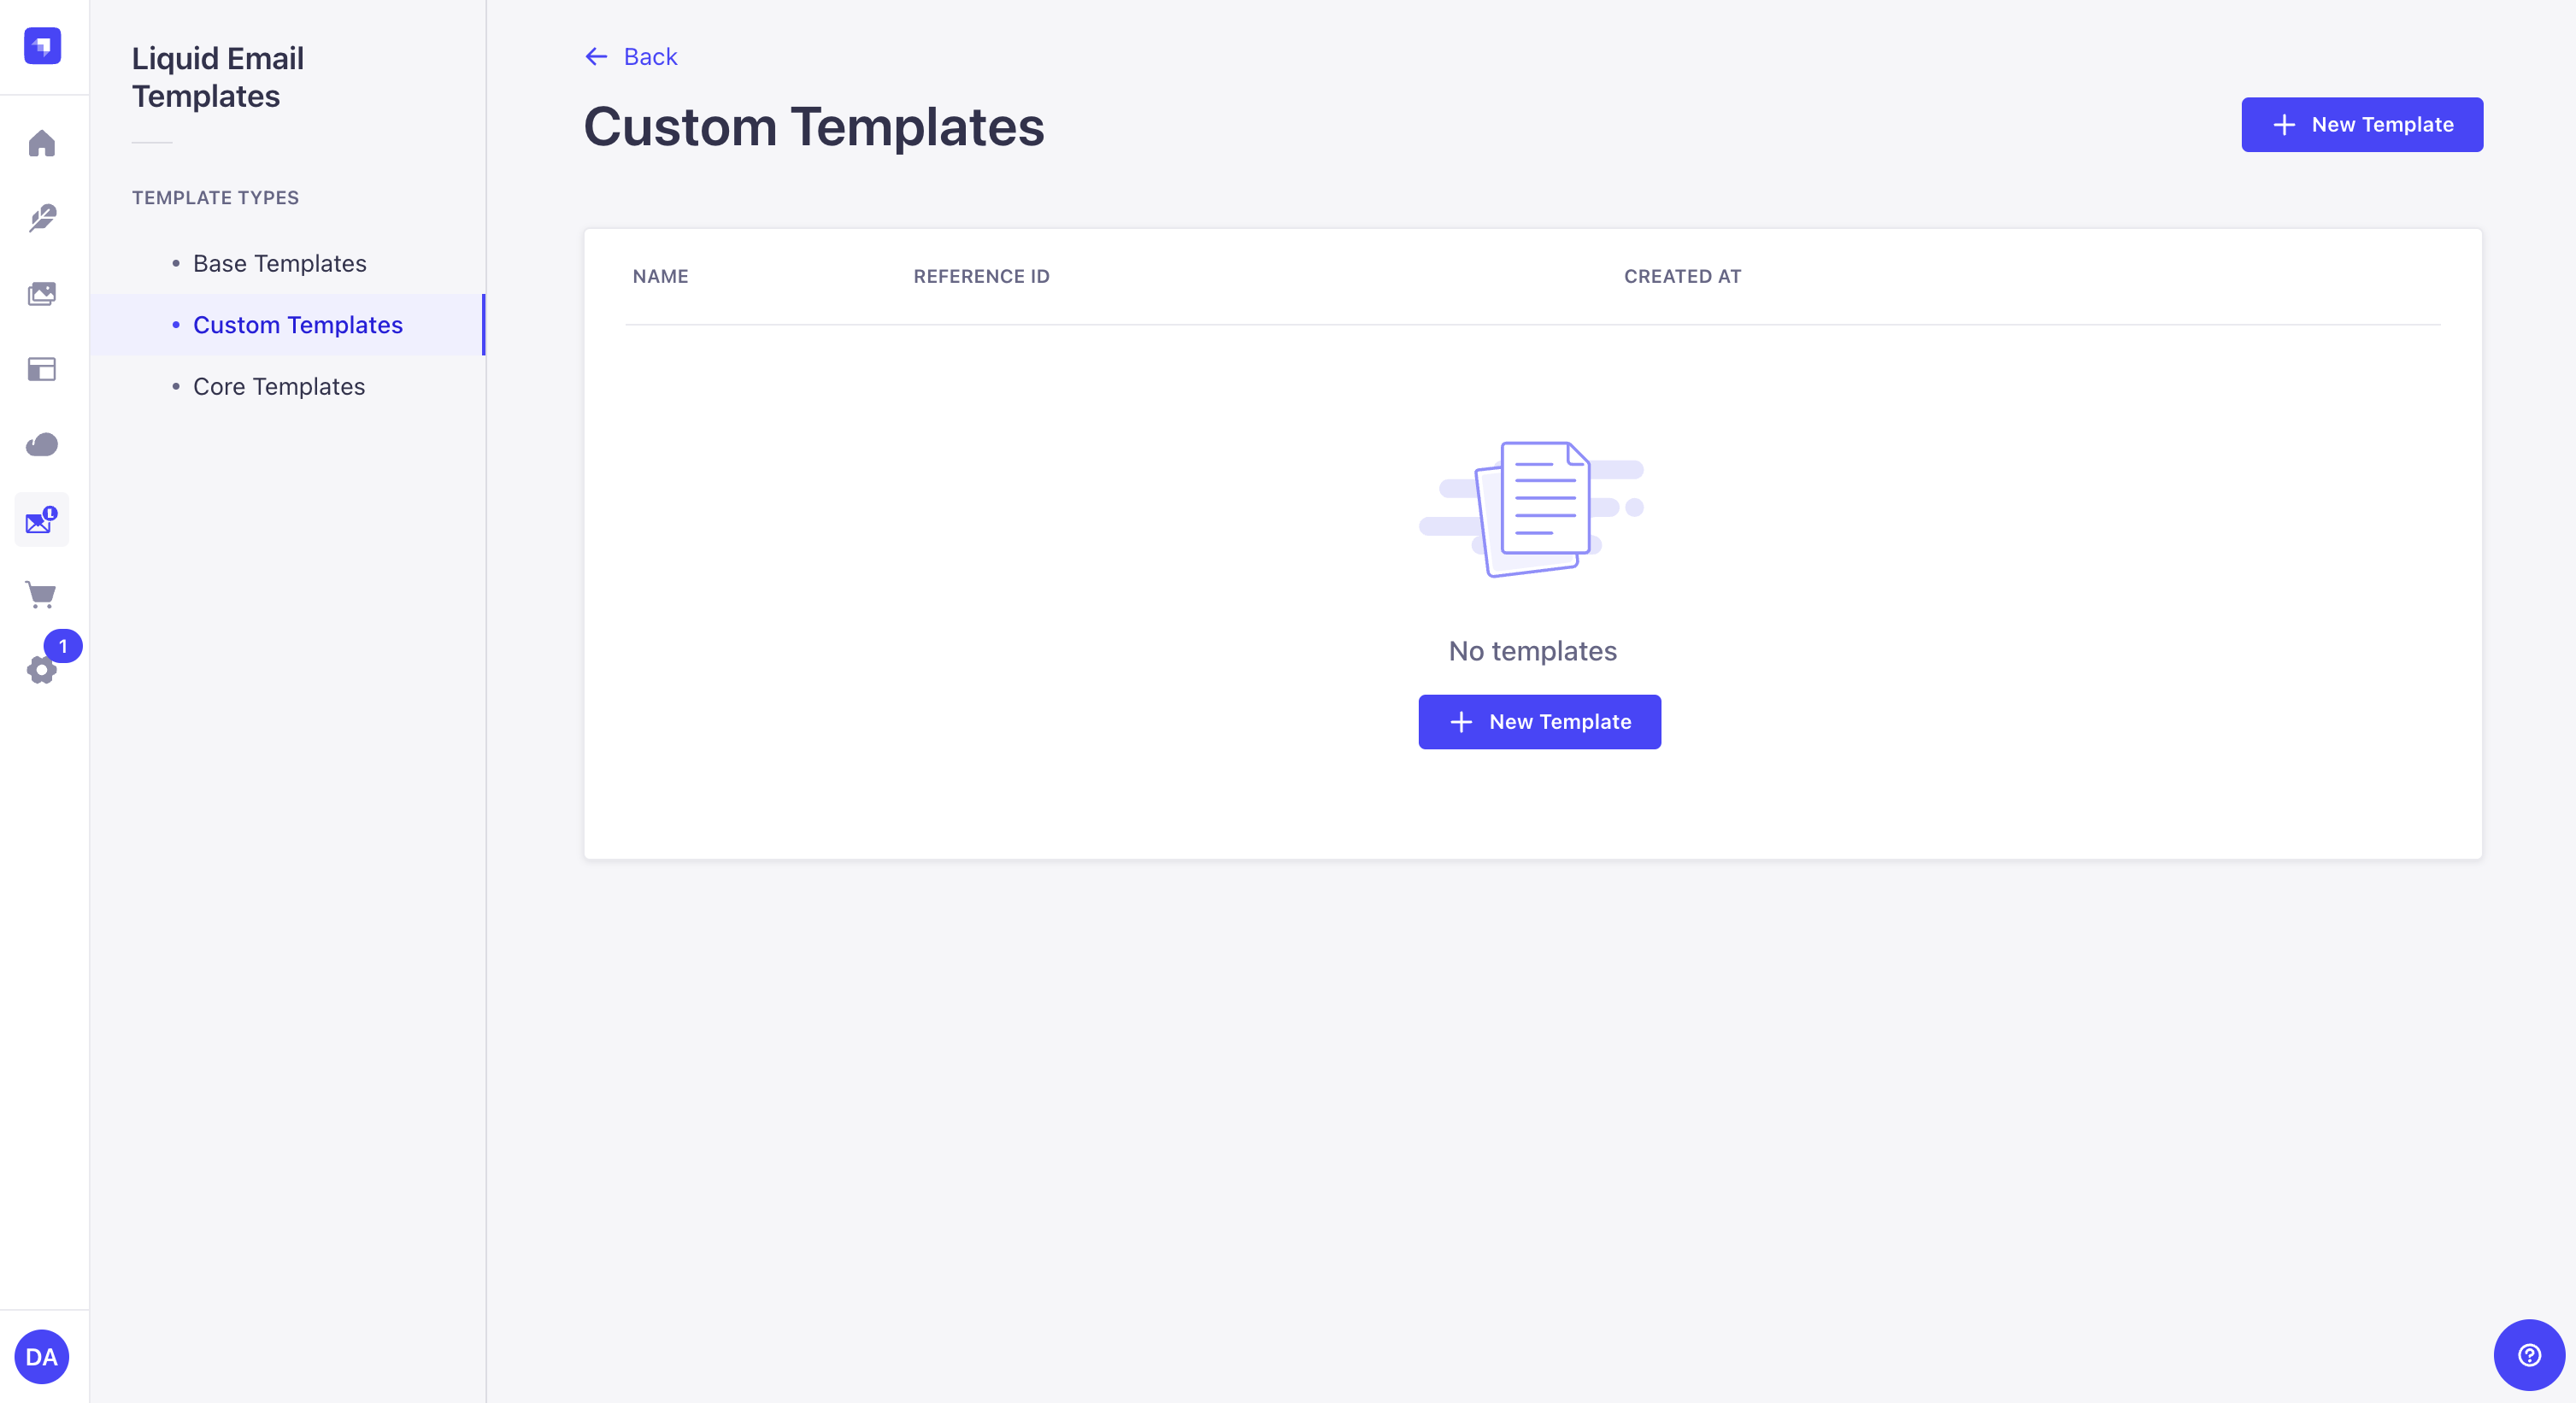 Liquid Email
Templates
TEMPLATE TYPES
Base Templates
Custom Templates
Core Templates
1
DA
Back
Custom Templates
New Template
NAME
REFERENCE ID
CREATED AT
No templates
New Template